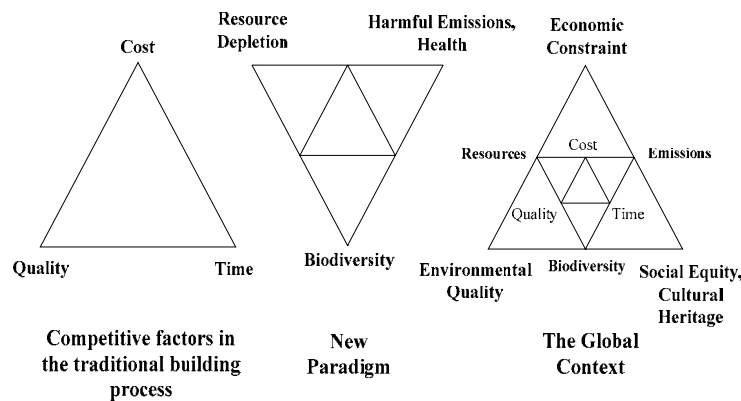 Cost
Quality
Time
Competitive factors in
the traditional building
process
Resource
Depletion
Harmful Emissions,
Health
Biodiversity
New
Paradigm
Economic
Constraint
Resources
Cost
Emissions
Quality
Time
Environmental
Quality
Biodiversity
Social Equity,
Cultural
Heritage
The Global
Context